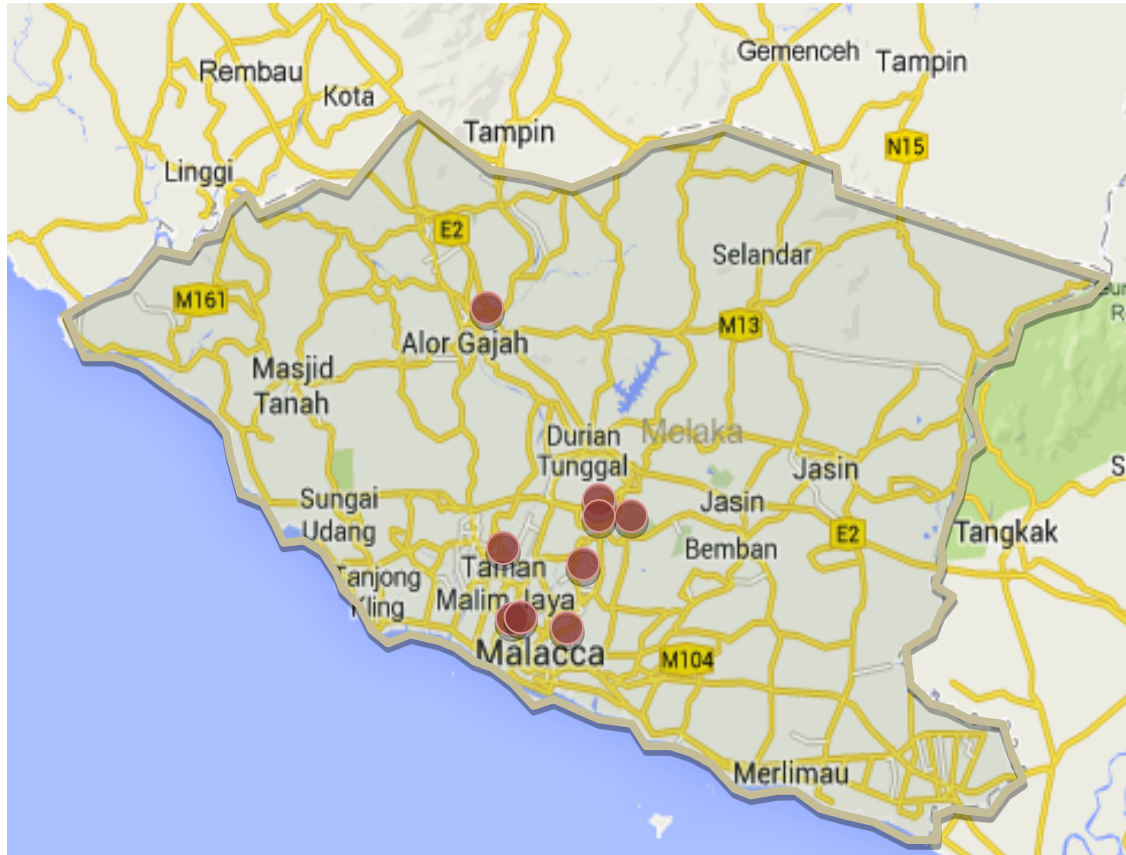 Gemenceh
Tampin
Rembau
Kota
Tampin
N15
Linggi
E2
Selandar
M161
M13
Alor Gajah
Masjid
Tanah
Durian
Tunggal
Melaka
Jasin
Sungai
Udang
Jasin
E2
Tangkak
Bemban
Taman
Malim Jaya
Tanjong
Kling
Malacca
M104
Merlimau